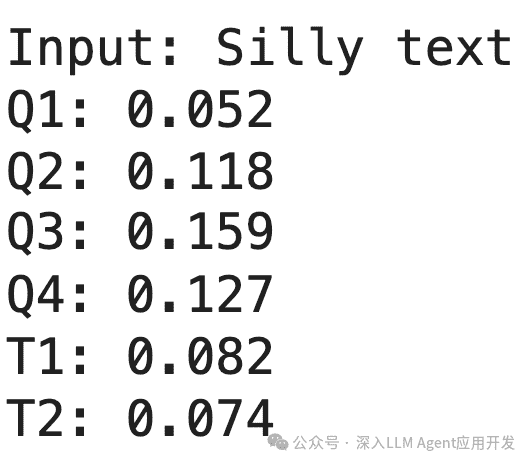 Input: Silly text
Q1: 0.052
Q2: 0.118
Q3: 0.159
Q4: 0.127
T1: 0.082
T2: 0.074
公众号 · 深入LLM Agent应用开发